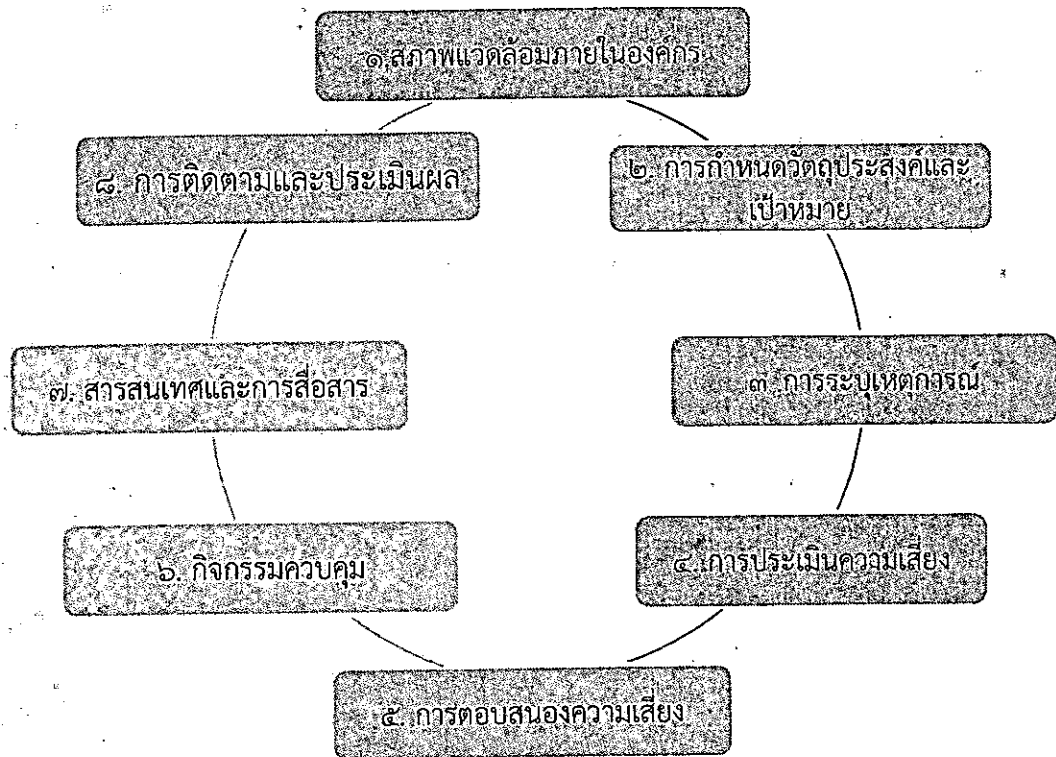 ๑.สภาพแวดล้อมภายในองค์กร
๒. การกำหนดวัตถุประสงค์และ
เป้าหมาย
๓. การระบุเหตุการณ์
๔. การประเมินความเสี่ยง
๕. การตอบสนองความเสี่ยง
๖. กิจกรรมควบคุม
๗. สารสนเทศและการสื่อสาร
๘. การติดตามและประเมินผล